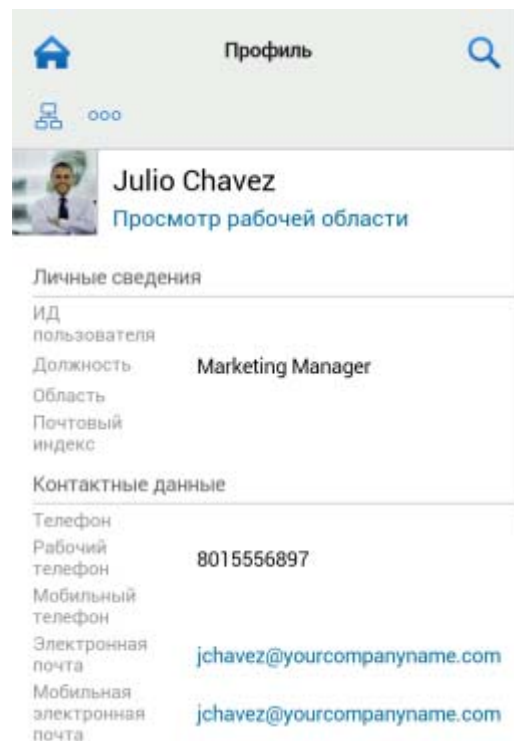 Профиль
ooo
Julio Chavez
Просмотр рабочей области
Личные сведения
ИД
пользователя
Должность Marketing Manager
Область
Почтовый
индекс
Контактные данные
Телефон
Рабочий
телефон 8015556897
Мобильный
телефон
Электронная
почта jchavez@yourcompanyname.com
Мобильная
электронная
почта jchavez@yourcompanyname.com